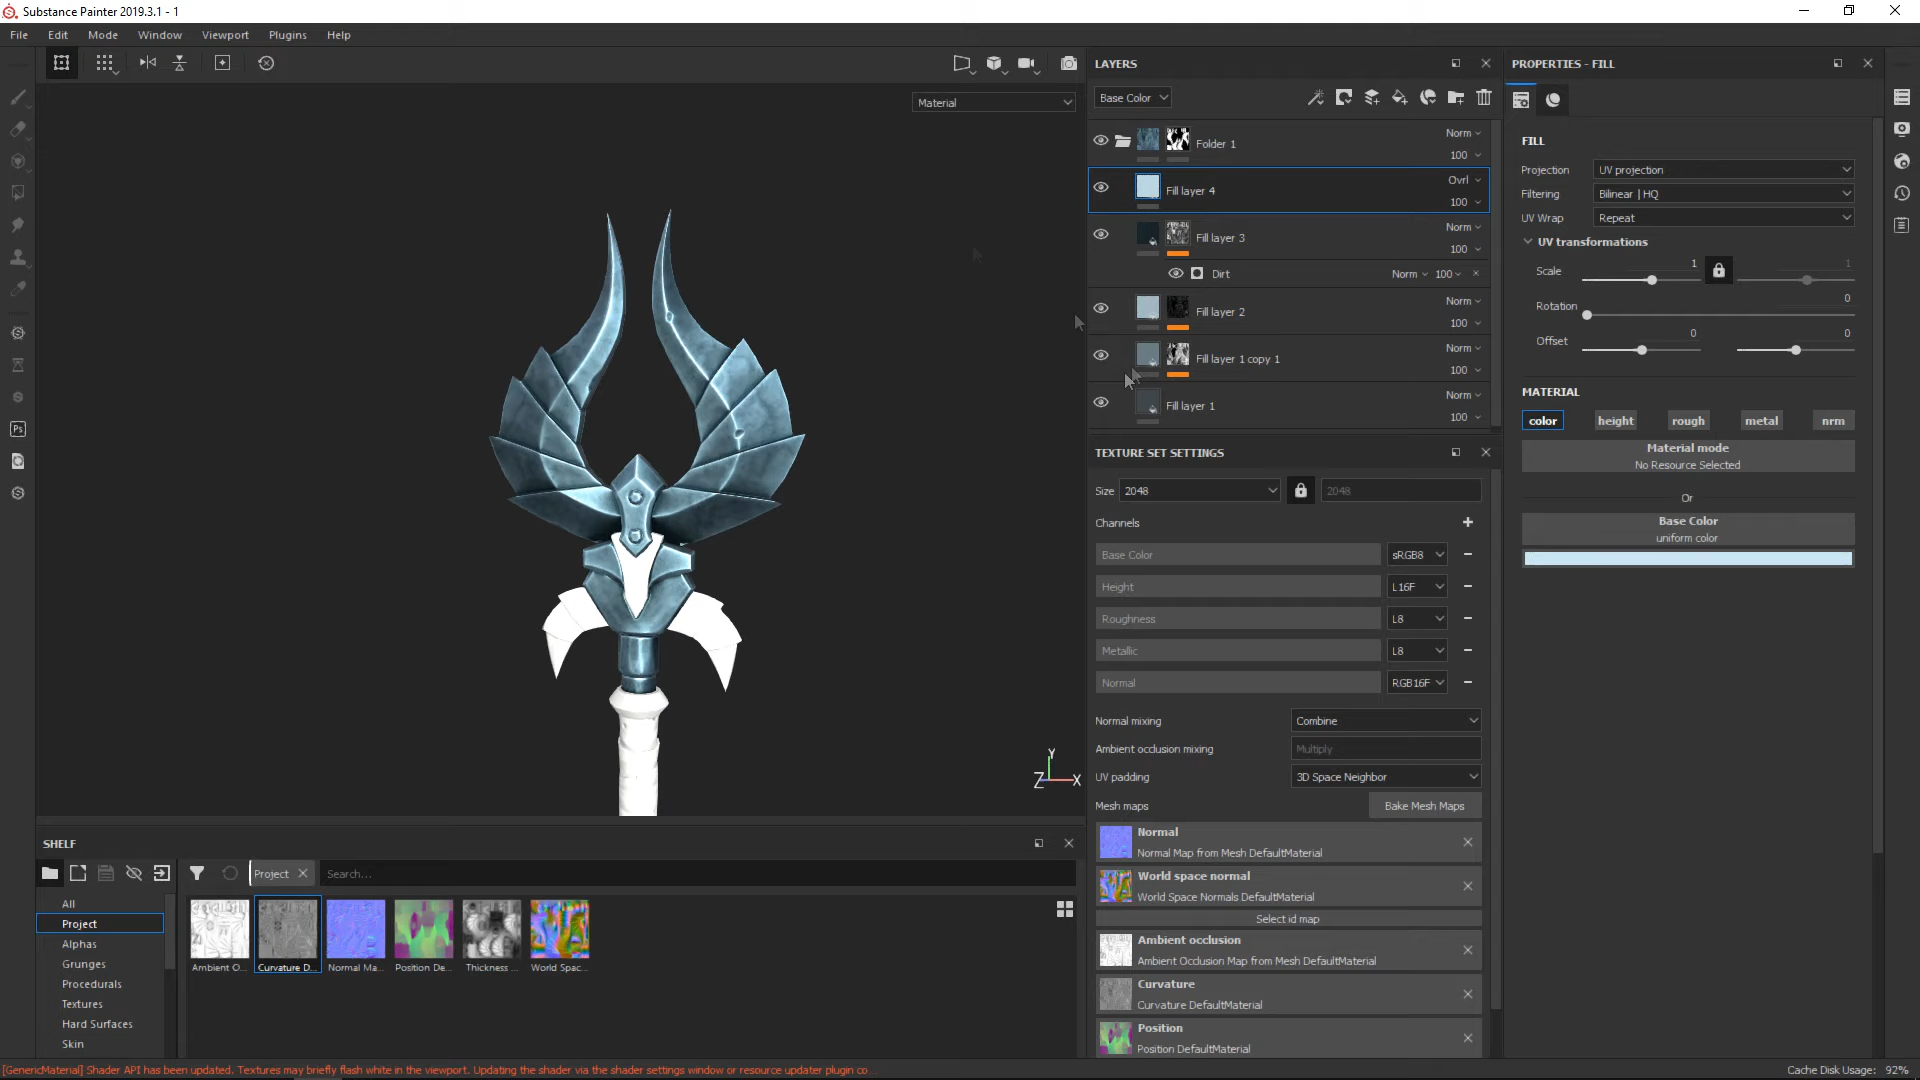 Substance Painter 2019.3.1 - 1
File Edit Mode Window Viewport Plugins Help
Material
Y
Z X
LAYERS
Base Color
Folder 1 Norm 100
Fill layer 4 Ovrl 100
Fill layer 3 Norm 100
Dirt Norm 100
Fill layer 2 Norm 100
Fill layer 1 copy 1 Norm 100
Fill layer 1 Norm 100
TEXTURE SET SETTINGS
Size 2048 2048
Channels
Base Color sRGB8
Height L16F
Roughness L8
Metallic L8
Normal RGB16F
Normal mixing Combine
Ambient occlusion mixing Multiply
UV padding 3D Space Neighbor
Mesh maps Bake Mesh Maps
Normal
Normal Map from Mesh DefaultMaterial
World space normal
World Space Normals DefaultMaterial
Select id map
Ambient occlusion
Ambient Occlusion Map from Mesh DefaultMaterial
Curvature
Curvature DefaultMaterial
Position
Position DefaultMaterial
PROPERTIES - FILL
FILL
Projection UV projection
Filtering Bilinear | HQ
UV Wrap Repeat
UV transformations
Scale 1 1
Rotation 0
Offset 0 0
MATERIAL
color height rough metal nrm
Material mode
No Resource Selected
Or
Base Color
uniform color
SHELF
Project Search...
All
Project
Alphas
Grunges
Procedurals
Textures
Hard Surfaces
Skin
Ambient O... Curvature D... Normal Ma... Position De... Thickness ... World Spac...
Ps
[GenericMaterial] Shader API has been updated. Textures may briefly flash white in the viewport. Updating the shader via the shader settings window or resource updater plugin co...
Cache Disk Usage: 92%